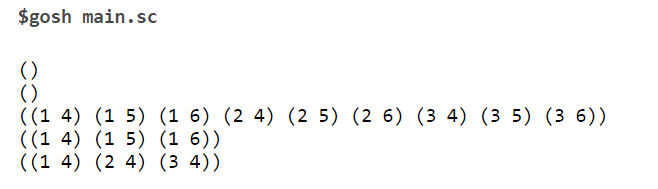 $gosh main.sc
()
()
((1 4) (1 5) (1 6) (2 4) (2 5) (2 6) (3 4) (3 5) (3 6))
((1 4) (1 5) (1 6))
((1 4) (2 4) (3 4))